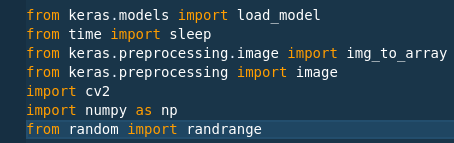 from keras.models import load_model
from time import sleep
from keras.preprocessing.image import img_to_array
from keras.preprocessing import image
import cv2
import numpy as np
from random import randrange